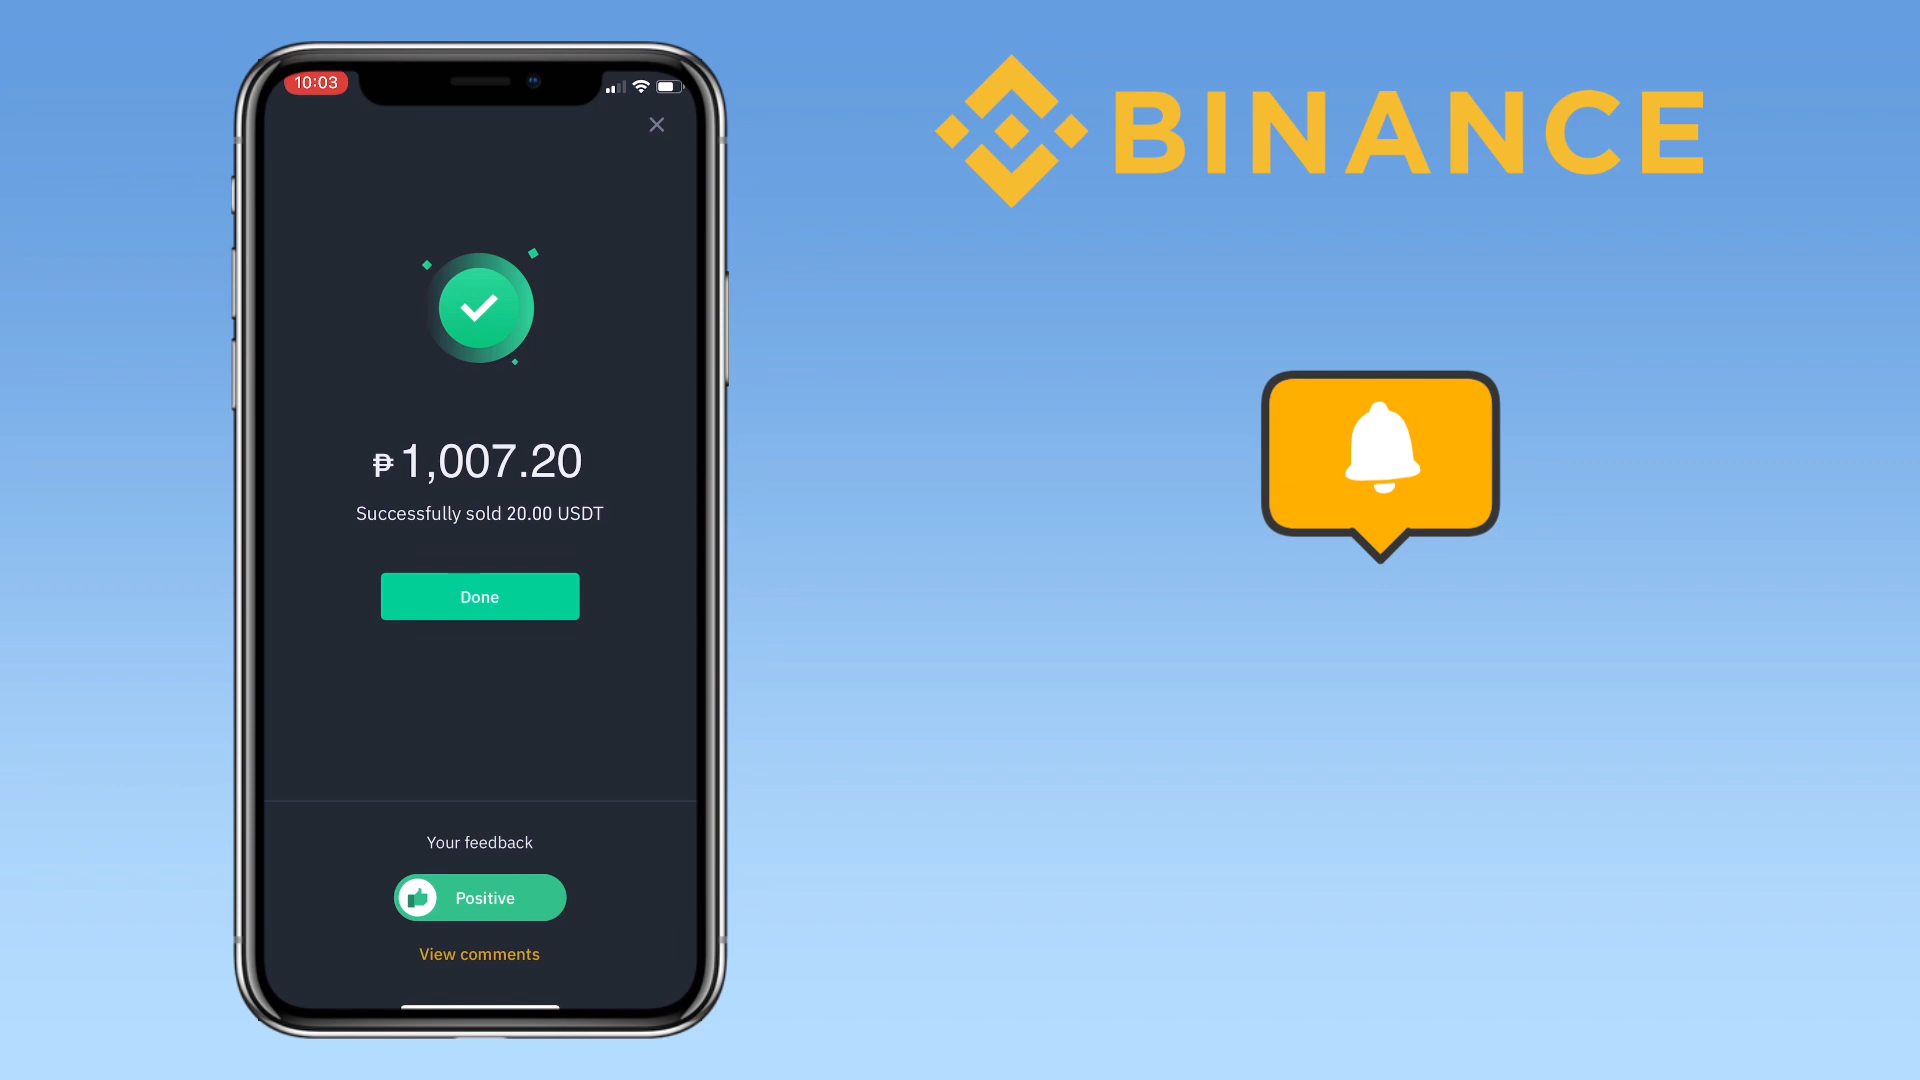 10:03
BINANCE
₱1,007.20
Successfully sold 20.00 USDT
Done
Your feedback
Positive
View comments